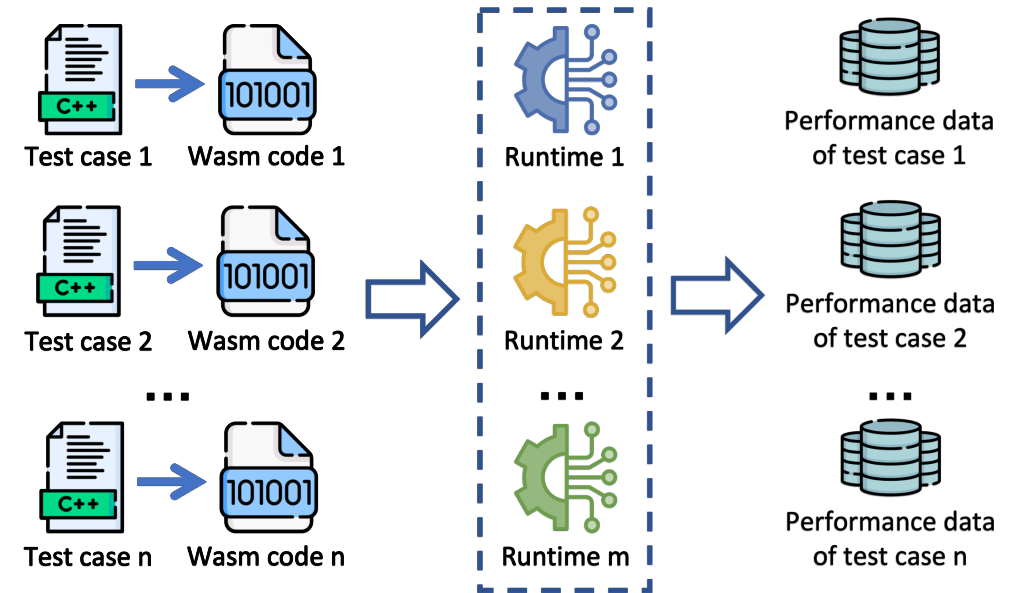 C++
101001
Test case 1
Wasm code 1
Runtime 1
Performance data
of test case 1
C++
101001
Test case 2
Wasm code 2
Runtime 2
Performance data
of test case 2
...
...
...
C++
101001
Test case n
Wasm code n
Runtime m
Performance data
of test case n